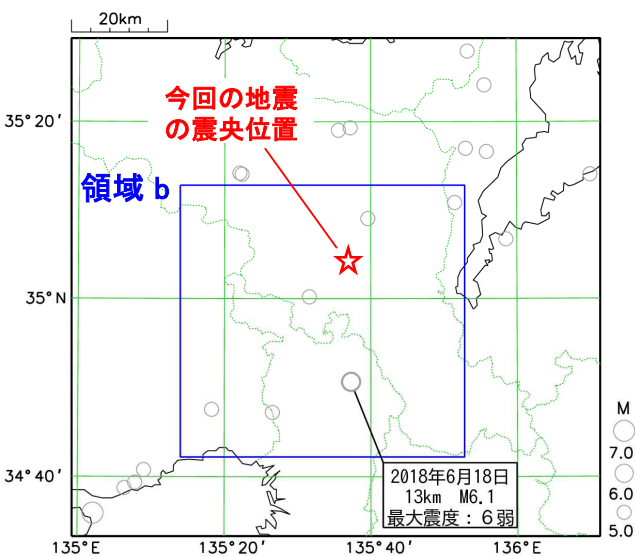 20km
今回の地震
の震央位置
35°20′
領域 b
35°N
M
7.0
34°40′
2018年6月18日
13km M6.1
最大震度：６弱
6.0
5.0
135°E
135°20′
135°40′
136°E